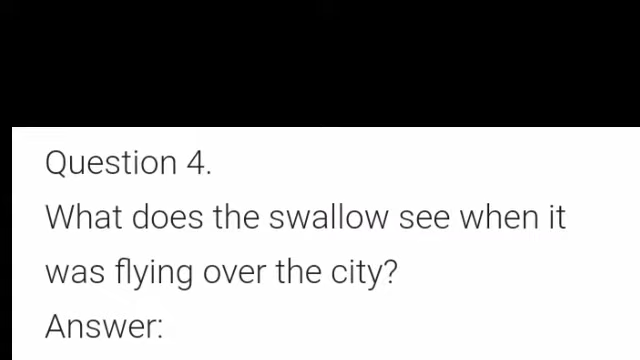 Question 4.
What does the swallow see when it
was flying over the city?
Answer: